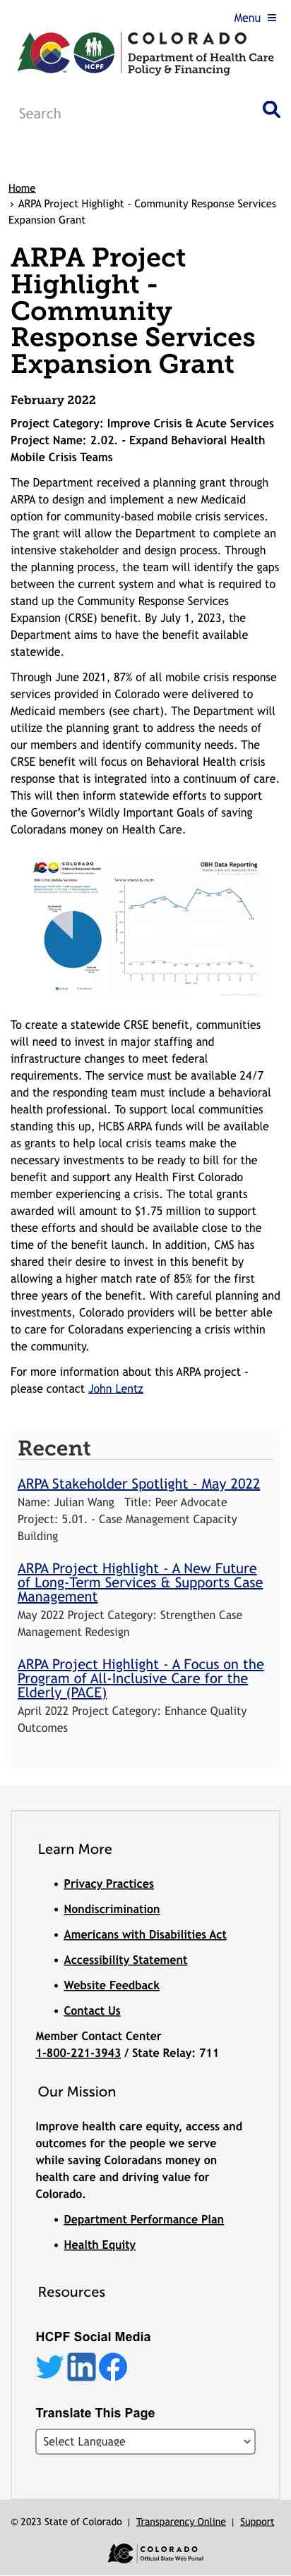 Menu
COLORADO
HCPF
Department of Health Care
Policy & Financing
Search
Home
› ARPA Project Highlight - Community Response Services
Expansion Grant
ARPA Project
Highlight -
Community
Response Services
Expansion Grant
February 2022
Project Category: Improve Crisis & Acute Services
Project Name: 2.02. - Expand Behavioral Health
Mobile Crisis Teams
The Department received a planning grant through
ARPA to design and implement a new Medicaid
option for community-based mobile crisis services.
The grant will allow the Department to complete an
intensive stakeholder and design process. Through
the planning process, the team will identify the gaps
between the current system and what is required to
stand up the Community Response Services
Expansion (CRSE) benefit. By July 1, 2023, the
Department aims to have the benefit available
statewide.
Through June 2021, 87% of all mobile crisis response
services provided in Colorado were delivered to
Medicaid members (see chart). The Department will
utilize the planning grant to address the needs of
our members and identify community needs. The
CRSE benefit will focus on Behavioral Health crisis
response that is integrated into a continuum of care.
This will then inform statewide efforts to support
the Governor's Wildly Important Goals of saving
Coloradans money on Health Care.
COLORADO
OBH Data Reporting
To create a statewide CRSE benefit, communities
will need to invest in major staffing and
infrastructure changes to meet federal
requirements. The service must be available 24/7
and the responding team must include a behavioral
health professional. To support local communities
standing this up, HCBS ARPA funds will be available
as grants to help local crisis teams make the
necessary investments to be ready to bill for the
benefit and support any Health First Colorado
member experiencing a crisis. The total grants
awarded will amount to $1.75 million to support
these efforts and should be available close to the
time of the benefit launch. In addition, CMS has
shared their desire to invest in this benefit by
allowing a higher match rate of 85% for the first
three years of the benefit. With careful planning and
investments, Colorado providers will be better able
to care for Coloradans experiencing a crisis within
the community.
For more information about this ARPA project -
please contact John Lentz
Recent
ARPA Stakeholder Spotlight - May 2022
Name: Julian Wang   Title: Peer Advocate
Project: 5.01. - Case Management Capacity
Building
ARPA Project Highlight - A New Future
of Long-Term Services & Supports Case
Management
May 2022 Project Category: Strengthen Case
Management Redesign
ARPA Project Highlight - A Focus on the
Program of All-Inclusive Care for the
Elderly (PACE)
April 2022 Project Category: Enhance Quality
Outcomes
Learn More
• Privacy Practices
• Nondiscrimination
• Americans with Disabilities Act
• Accessibility Statement
• Website Feedback
• Contact Us
Member Contact Center
1-800-221-3943 / State Relay: 711
Our Mission
Improve health care equity, access and
outcomes for the people we serve
while saving Coloradans money on
health care and driving value for
Colorado.
• Department Performance Plan
• Health Equity
Resources
HCPF Social Media
Translate This Page
Select Language
© 2023 State of Colorado | Transparency Online | Support
COLORADO
Official State Web Portal